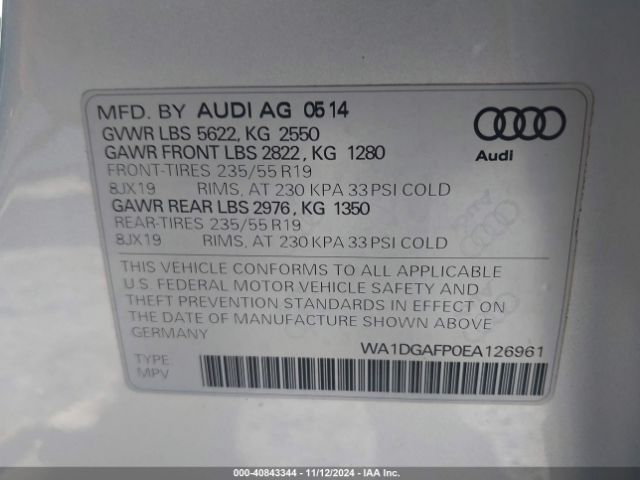 MFD. BY AUDI AG 0514
GVWR LBS 5622, KG 2550
GAWR FRONT LBS 2822, KG 1280
FRONT-TIRES 235/55 R19
8JX19 RIMS, AT 230 KPA 33 PSI COLD
GAWR REAR LBS 2976, KG 1350
REAR-TIRES 235/55 R19
8JX19 RIMS, AT 230 KPA 33 PSI COLD
Audi
THIS VEHICLE CONFORMS TO ALL APPLICABLE
U.S. FEDERAL MOTOR VEHICLE SAFETY AND
THEFT PREVENTION STANDARDS IN EFFECT ON
THE DATE OF MANUFACTURE SHOWN ABOVE
GERMANY
WA1DGAFP0EA126961
TYPE:
MPV
000-40843344 - 11/12/2024 - IAAI.COM